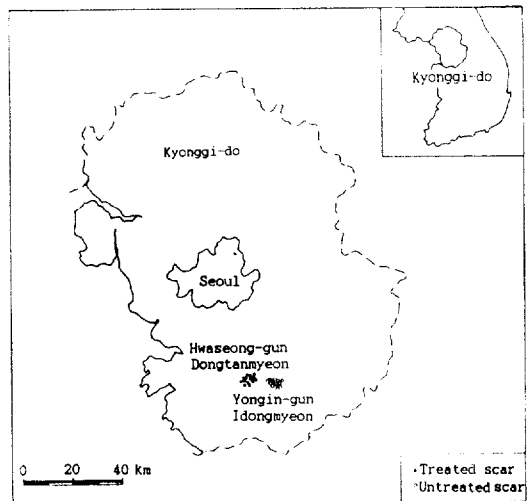 Kyonggi-do
Kyonggi-do
Seoul
Hwaseong-gun
Dongtanmyeon
Yongin-gun
Idongmyeon
0 20 40 km
Treated scar
Untreated scar